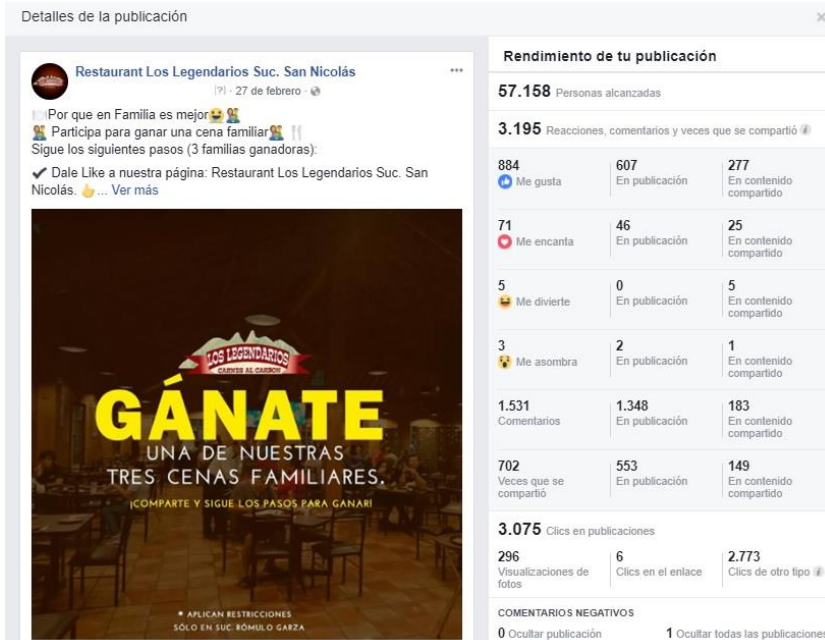 Detalles de la publicación
Restaurant Los Legendarios Suc. San Nicolás
[?] · 27 de febrero ·
Por que en Familia es mejor
Participa para ganar una cena familiar
Sigue los siguientes pasos (3 familias ganadoras):
✔ Dale Like a nuestra página: Restaurant Los Legendarios Suc. San
Nicolás. 👆... Ver más
LOS LEGENDARIOS
CARNES AL CARBON
GÁNATE
UNA DE NUESTRAS
TRES CENAS FAMILIARES.
¡COMPARTE Y SIGUE LOS PASOS PARA GANAR!
* APLICAN RESTRICCIONES
SÓLO EN SUC. RÓMULO GARZA
Rendimiento de tu publicación
57.158 Personas alcanzadas
3.195 Reacciones, comentarios y veces que se compartió
884 607 277
Me gusta En publicación En contenido
compartido
71 46 25
Me encanta En publicación En contenido
compartido
5 0 5
Me divierte En publicación En contenido
compartido
3 2 1
Me asombra En publicación En contenido
compartido
1.531 1.348 183
Comentarios En publicación En contenido
compartido
702 553 149
Veces que se En publicación En contenido
compartió compartido
3.075 Clics en publicaciones
296 6 2.773
Visualizaciones de Clics en el enlace Clics de otro tipo
fotos
COMENTARIOS NEGATIVOS
0 Ocultar publicación 1 Ocultar todas las publicaciones